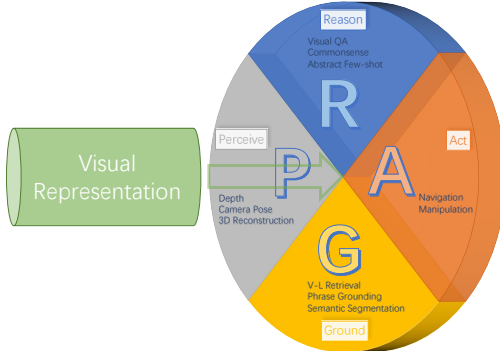 Reason
Visual QA
Commonsense
Abstract Few-shot
R
Visual
Representation
Perceive
P
Depth
Camera Pose
3D Reconstruction
Act
A
Navigation
Manipulation
G
V-L Retrieval
Phrase Grounding
Semantic Segmentation
Ground